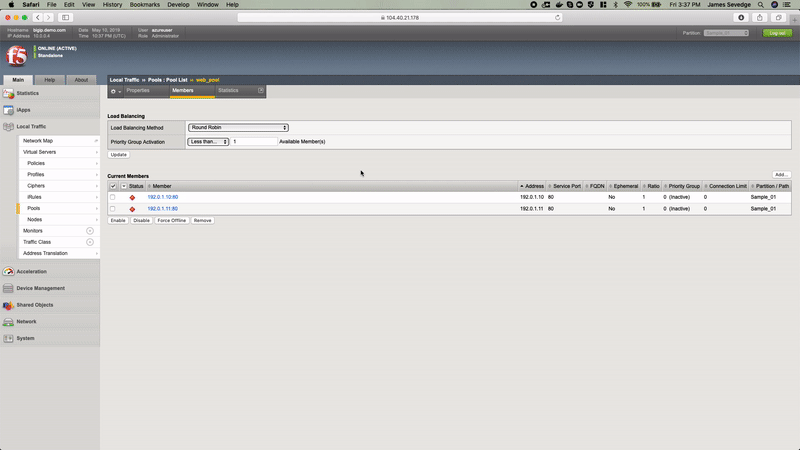 Safari File Edit View History Bookmarks Develop Window Help 100% Fri 3:37 PM James Sevedge
104.40.21.178
Hostname bigip.demo.com Date May 10, 2019 User azureuser
IP Address 10.0.0.4 Time 10:37 PM (UTC) Role Administrator
Partition: Sample_01 Log out
f5 ONLINE (ACTIVE)
Standalone
Main Help About
Local Traffic » Pools : Pool List » web_pool
Properties Members Statistics
Statistics
iApps
Local Traffic
Network Map
Virtual Servers
Policies
Profiles
Ciphers
iRules
Pools
Nodes
Monitors
Traffic Class
Address Translation
Acceleration
Device Management
Shared Objects
Network
System
Load Balancing
Load Balancing Method Round Robin
Priority Group Activation Less than... 1 Available Member(s)
Update
Current Members Add...
Status Member Address Service Port FQDN Ephemeral Ratio Priority Group Connection Limit Partition / Path
192.0.1.10:80 192.0.1.10 80 No 1 0 (Inactive) 0 Sample_01
192.0.1.11:80 192.0.1.11 80 No 1 0 (Inactive) 0 Sample_01
Enable Disable Force Offline Remove